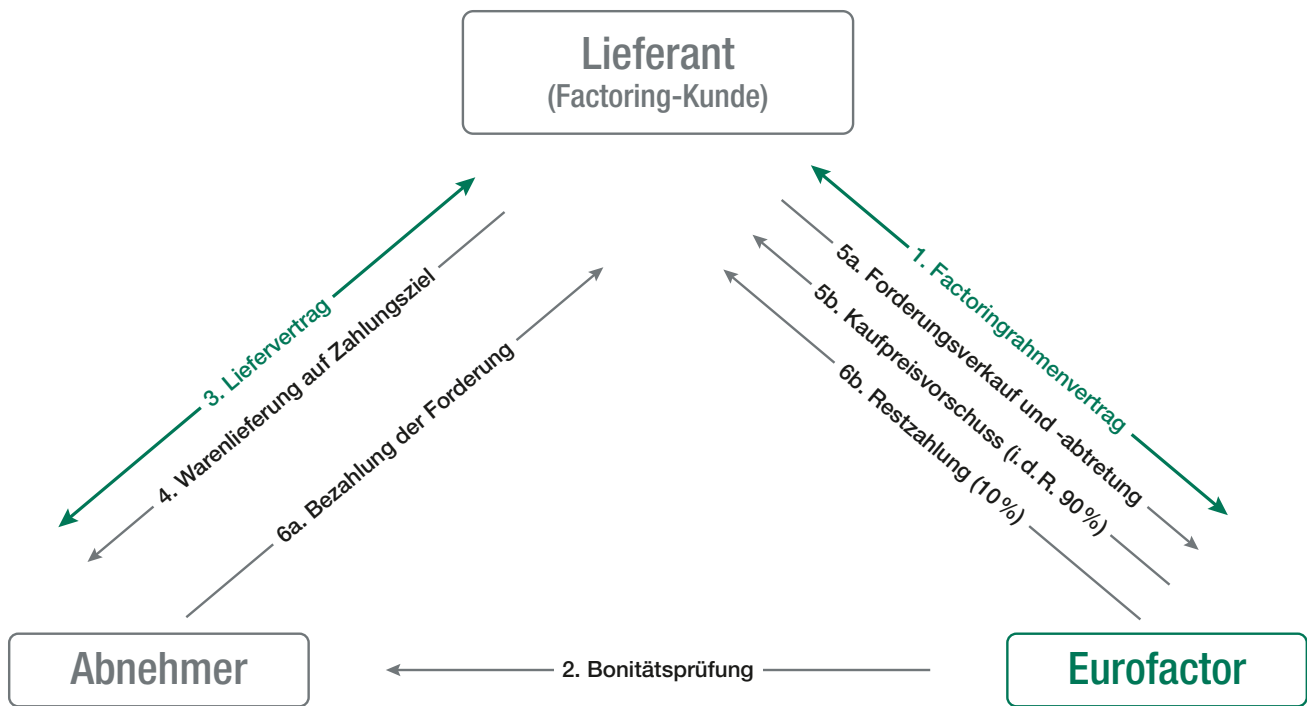 Lieferant
(Factoring-Kunde)
3. Liefervertrag
4. Warenlieferung auf Zahlungsziel
6a. Bezahlung der Forderung
1. Factoringrahmenvertrag
5a. Forderungsverkauf und -abtretung
5b. Kaufpreisvorschuss (i. d. R. 90 %)
6b. Restzahlung (10 %)
Abnehmer
2. Bonitätsprüfung
Eurofactor